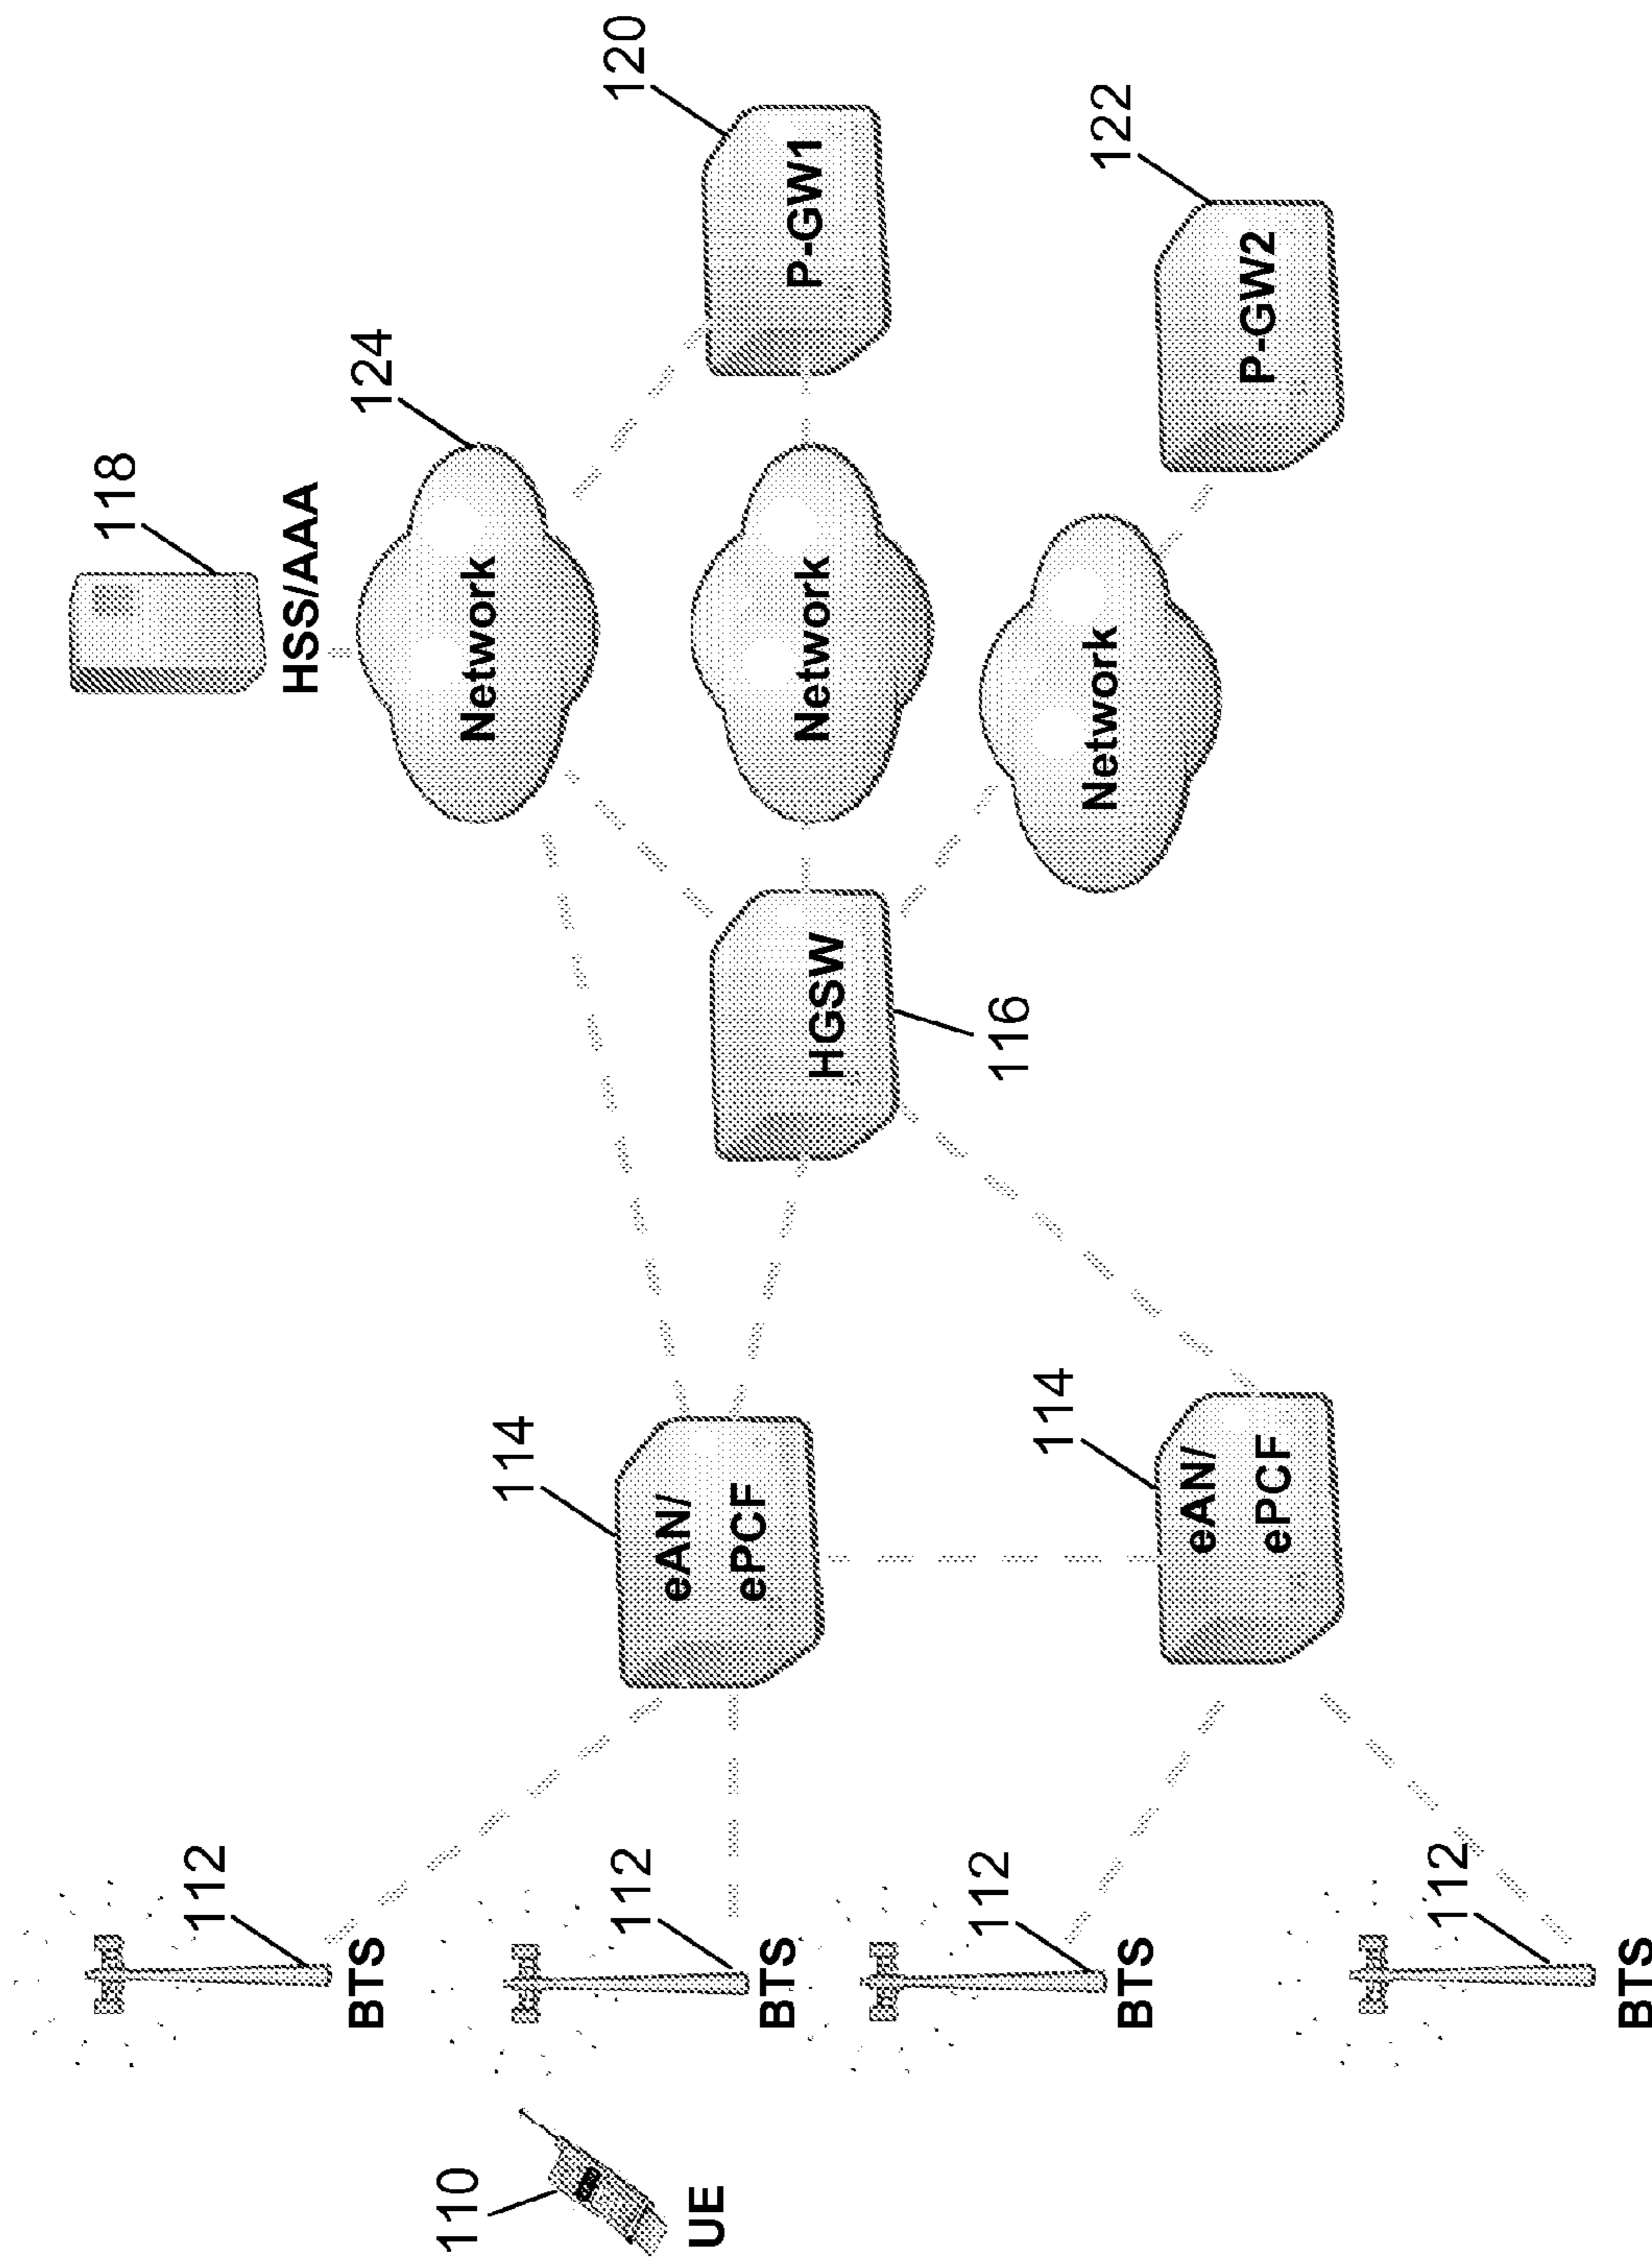 118
HSS/AAA
124
Network
120
P-GW1
Network
122
P-GW2
Network
HGSW
116
114
eAN/
ePCF
114
eAN/
ePCF
112
BTS
112
BTS
112
BTS
112
BTS
110
UE